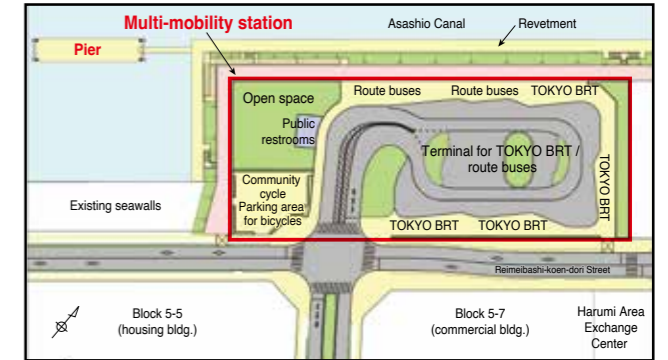 Multi-mobility station
Asashio Canal
Revetment
Pier
Open space
Route buses
Route buses
TOKYO BRT
Public
restrooms
Terminal for TOKYO BRT /
route buses
TOKYO BRT
Community
cycle
Parking area
for bicycles
Existing seawalls
TOKYO BRT
TOKYO BRT
Reimeibashi-koen-dori Street
Block 5-5
(housing bldg.)
Block 5-7
(commercial bldg.)
Harumi Area
Exchange
Center